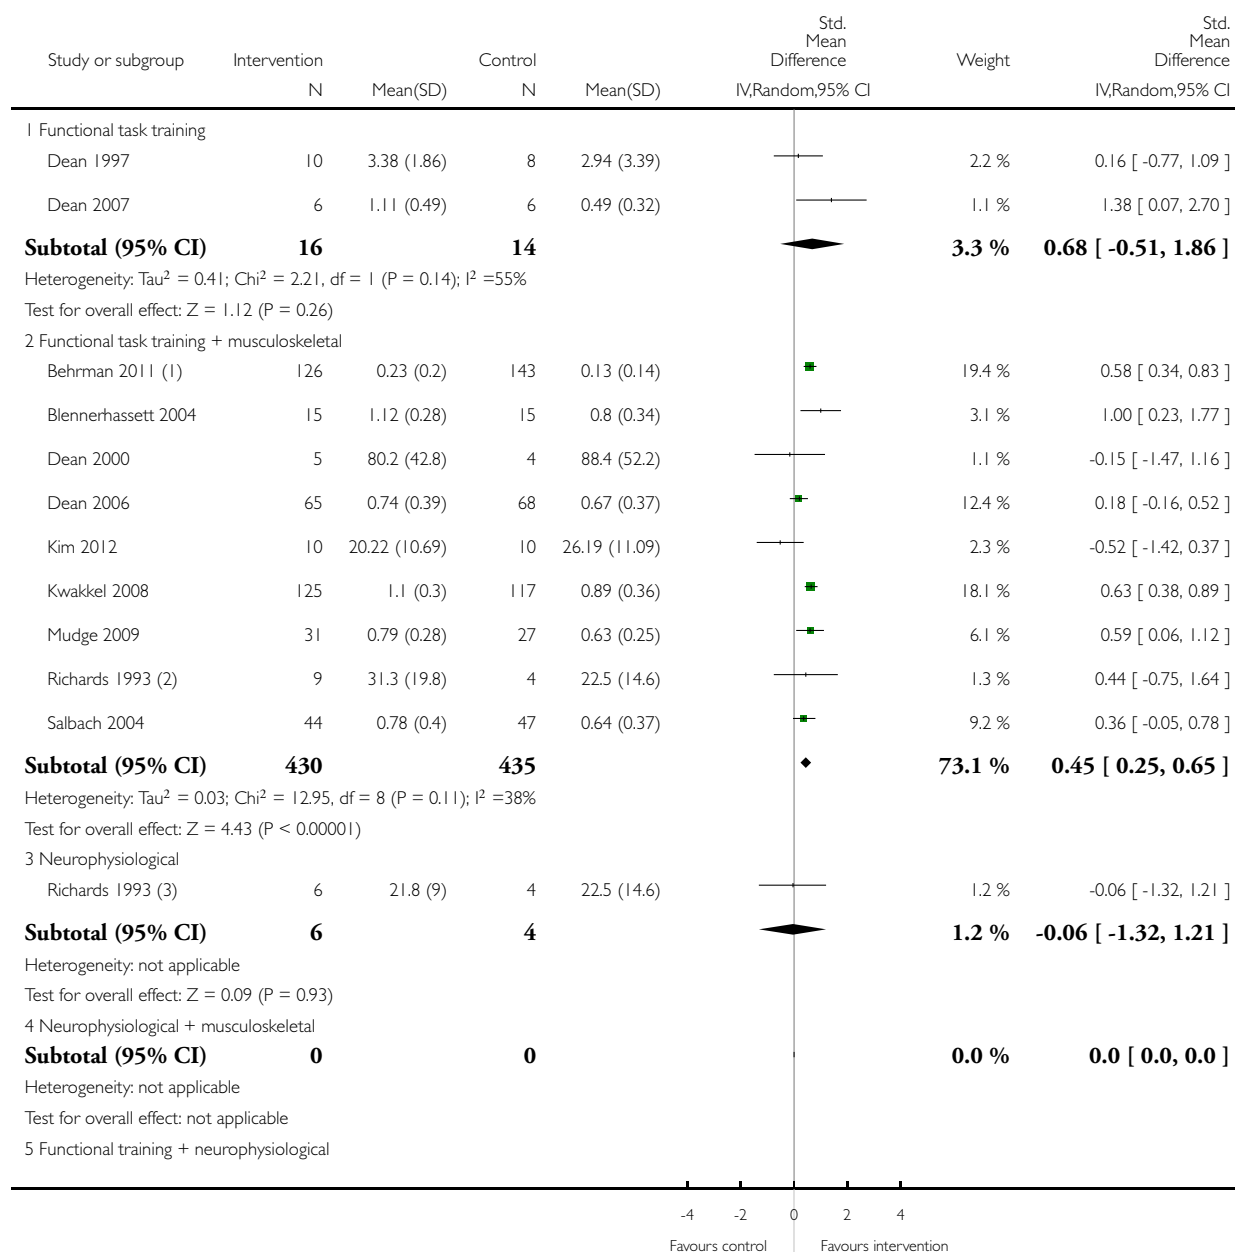 Std. Mean Difference Std. Mean Difference
Study or subgroup Intervention Control Weight
N Mean(SD) N Mean(SD) IV,Random,95% CI IV,Random,95% CI
1 Functional task training
Dean 1997 10 3.38 (1.86) 8 2.94 (3.39) 2.2 % 0.16 [ -0.77, 1.09 ]
Dean 2007 6 1.11 (0.49) 6 0.49 (0.32) 1.1 % 1.38 [ 0.07, 2.70 ]
Subtotal (95% CI) 16 14 3.3 % 0.68 [ -0.51, 1.86 ]
Heterogeneity: Tau² = 0.41; Chi² = 2.21, df = 1 (P = 0.14); I² =55%
Test for overall effect: Z = 1.12 (P = 0.26)
2 Functional task training + musculoskeletal
Behrman 2011 (1) 126 0.23 (0.2) 143 0.13 (0.14) 19.4 % 0.58 [ 0.34, 0.83 ]
Blennerhassett 2004 15 1.12 (0.28) 15 0.8 (0.34) 3.1 % 1.00 [ 0.23, 1.77 ]
Dean 2000 5 80.2 (42.8) 4 88.4 (52.2) 1.1 % -0.15 [ -1.47, 1.16 ]
Dean 2006 65 0.74 (0.39) 68 0.67 (0.37) 12.4 % 0.18 [ -0.16, 0.52 ]
Kim 2012 10 20.22 (10.69) 10 26.19 (11.09) 2.3 % -0.52 [ -1.42, 0.37 ]
Kwakkel 2008 125 1.1 (0.3) 117 0.89 (0.36) 18.1 % 0.63 [ 0.38, 0.89 ]
Mudge 2009 31 0.79 (0.28) 27 0.63 (0.25) 6.1 % 0.59 [ 0.06, 1.12 ]
Richards 1993 (2) 9 31.3 (19.8) 4 22.5 (14.6) 1.3 % 0.44 [ -0.75, 1.64 ]
Salbach 2004 44 0.78 (0.4) 47 0.64 (0.37) 9.2 % 0.36 [ -0.05, 0.78 ]
Subtotal (95% CI) 430 435 73.1 % 0.45 [ 0.25, 0.65 ]
Heterogeneity: Tau² = 0.03; Chi² = 12.95, df = 8 (P = 0.11); I² =38%
Test for overall effect: Z = 4.43 (P < 0.00001)
3 Neurophysiological
Richards 1993 (3) 6 21.8 (9) 4 22.5 (14.6) 1.2 % -0.06 [ -1.32, 1.21 ]
Subtotal (95% CI) 6 4 1.2 % -0.06 [ -1.32, 1.21 ]
Heterogeneity: not applicable
Test for overall effect: Z = 0.09 (P = 0.93)
4 Neurophysiological + musculoskeletal
Subtotal (95% CI) 0 0 0.0 % 0.0 [ 0.0, 0.0 ]
Heterogeneity: not applicable
Test for overall effect: not applicable
5 Functional training + neurophysiological
-4 -2 0 2 4
Favours control Favours intervention